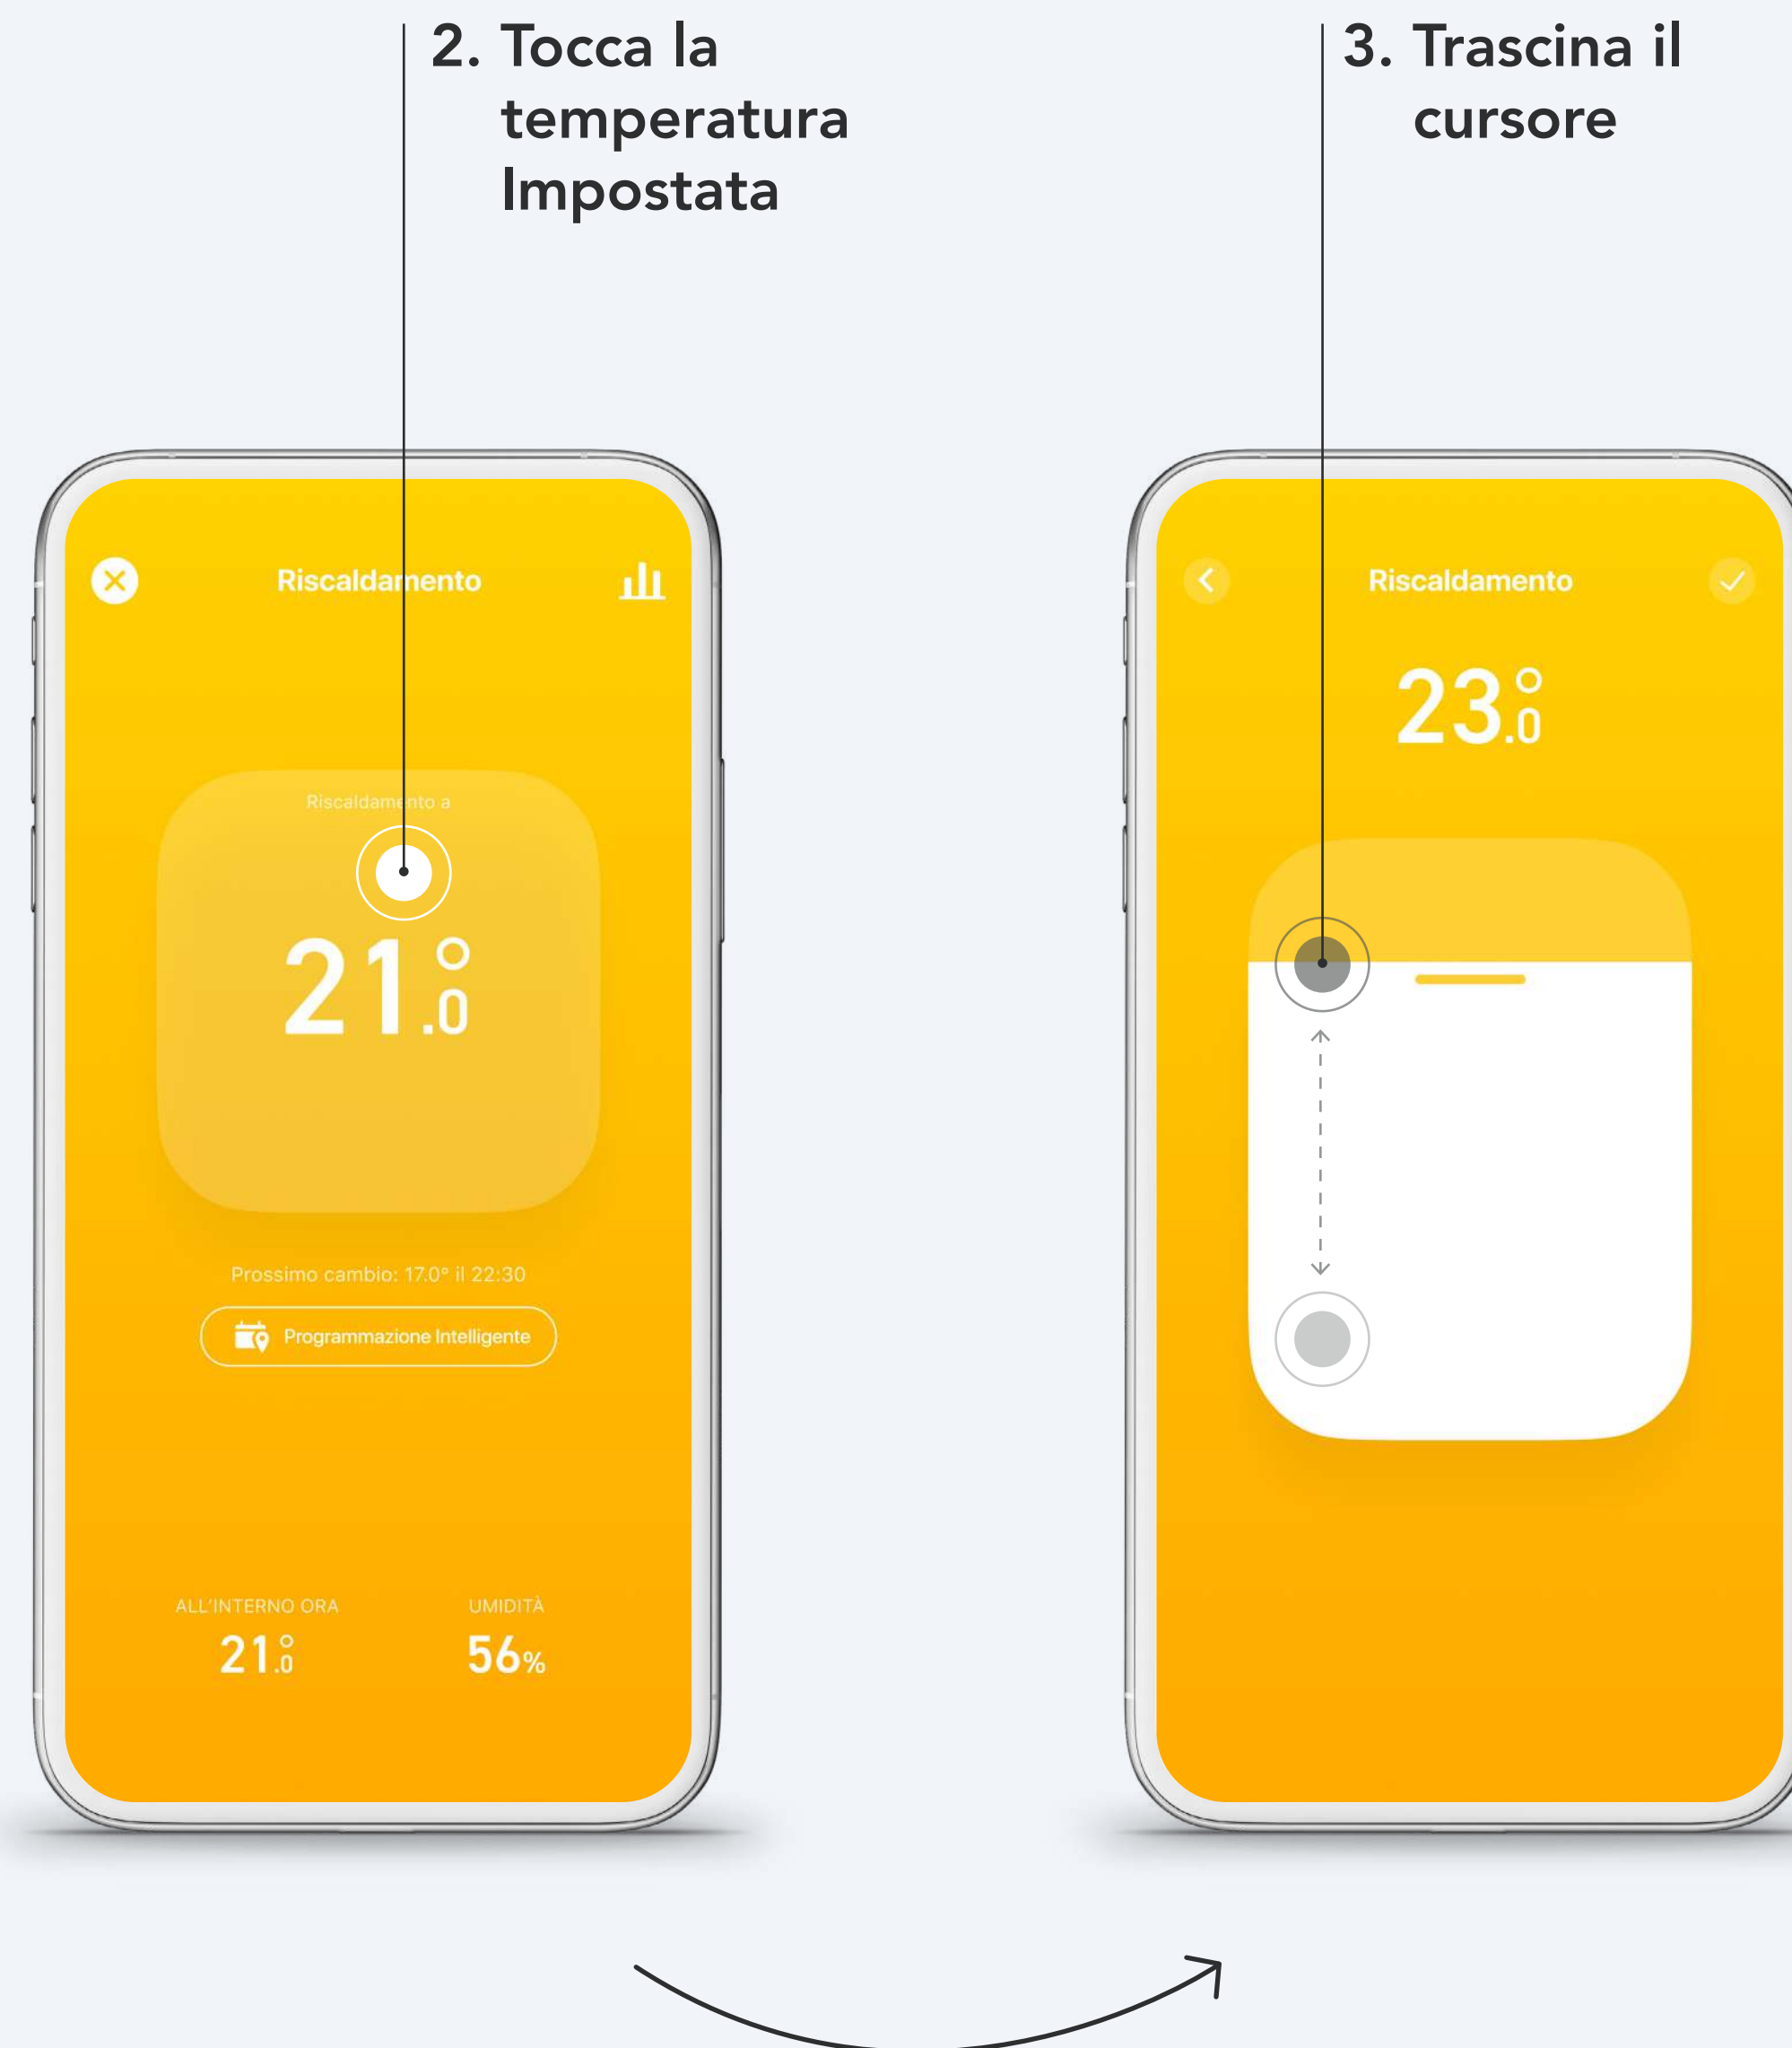 2. Tocca la
temperatura
Impostata
3. Trascina il
cursore
Riscaldamento
Riscaldamento a
21.0°
Prossimo cambio: 17.0° il 22:30
Programmazione Intelligente
ALL'INTERNO ORA
21.0°
UMIDITÀ
56%
Riscaldamento
23.0°